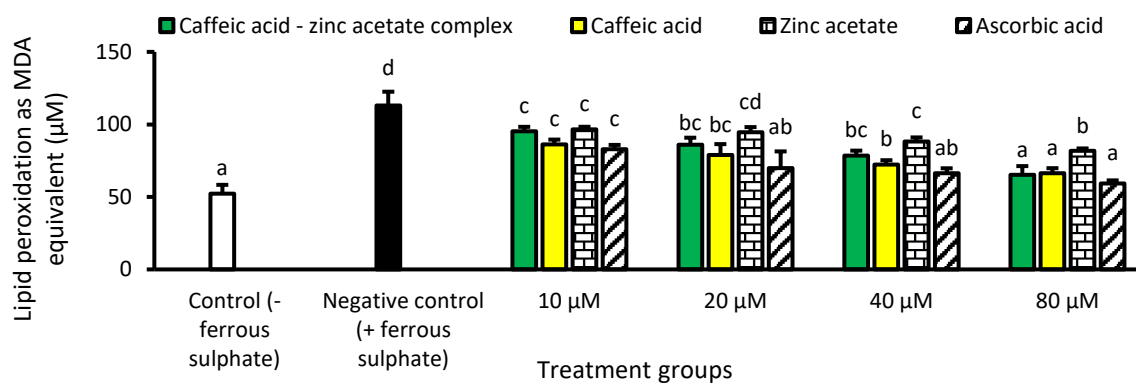 Caffeic acid - zinc acetate complex Caffeic acid Zinc acetate Ascorbic acid
Lipid peroxidation as MDA
equivalent (µM)
150
100
50
0
a
d
c c c c
bc bc cd ab
bc b c ab
a a b a
Control (-
ferrous
sulphate)
Negative control
(+ ferrous
sulphate)
10 µM
20 µM
40 µM
80 µM
Treatment groups